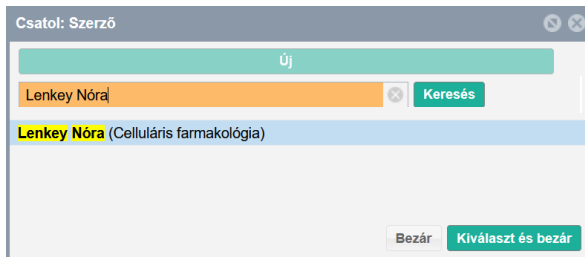 Csatol: Szerző
Új
Lenkey Nóra Keresés
Lenkey Nóra (Celluláris farmakológia)
Bezár Kiválaszt és bezár